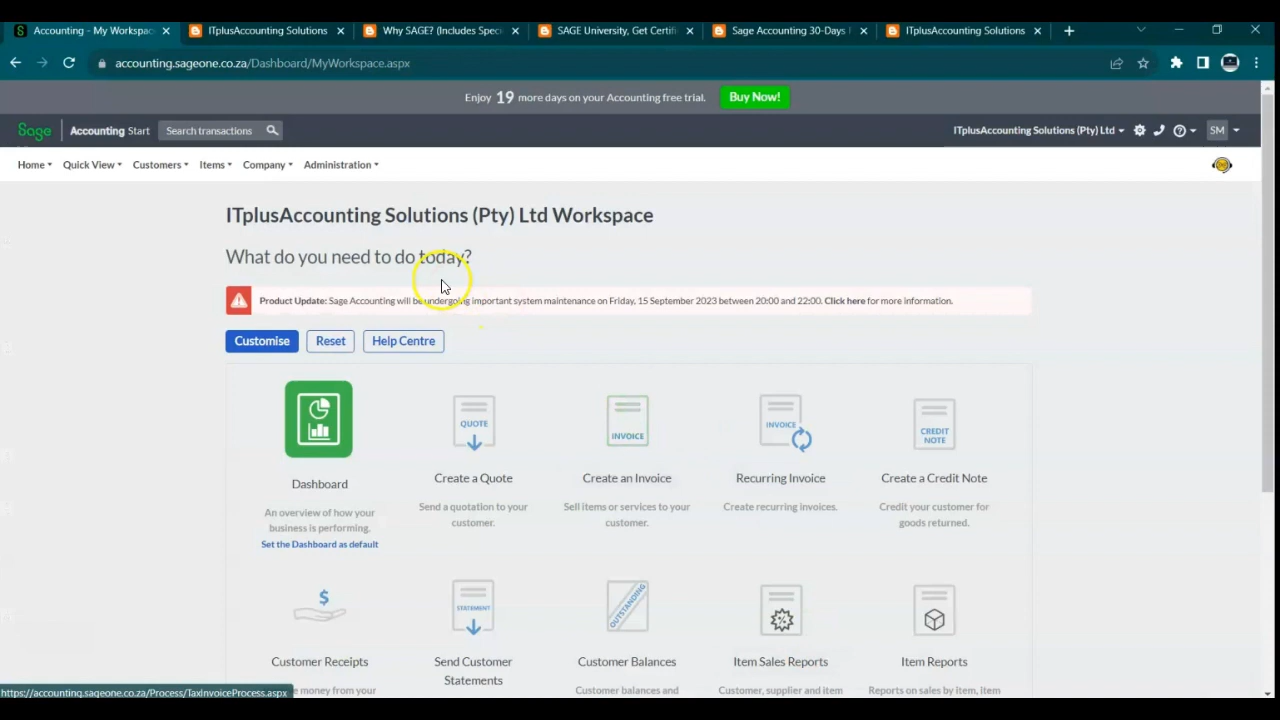 Accounting - My Workspac
ITplusAccounting Solutions
Why SAGE? (Includes Spec
SAGE University, Get Certifi
Sage Accounting 30-Days
ITplusAccounting Solutions
accounting.sageone.co.za/Dashboard/MyWorkspace.aspx
Enjoy 19 more days on your Accounting free trial. Buy Now!
Sage Accounting Start Search transactions ITplusAccounting Solutions (Pty) Ltd SM
Home Quick View Customers Items Company Administration
ITplusAccounting Solutions (Pty) Ltd Workspace
What do you need to do today?
Product Update: Sage Accounting will be undergoing important system maintenance on Friday, 15 September 2023 between 20:00 and 22:00. Click here for more information.
Customise Reset Help Centre
QUOTE
INVOICE
INVOICE
CREDIT
NOTE
Dashboard
Create a Quote
Create an Invoice
Recurring Invoice
Create a Credit Note
An overview of how your
business is performing.
Set the Dashboard as default
Send a quotation to your
customer.
Sell items or services to your
customer.
Create recurring invoices.
Credit your customer for
goods returned.
STATEMENT
OUTSTANDING
Customer Receipts
Send Customer
Statements
Customer Balances
Item Sales Reports
Item Reports
money from your
Customer balances and
Customer, supplier and item
Reports on sales by item, item
https://accounting.sageone.co.za/Process/TaxInvoiceProcess.aspx